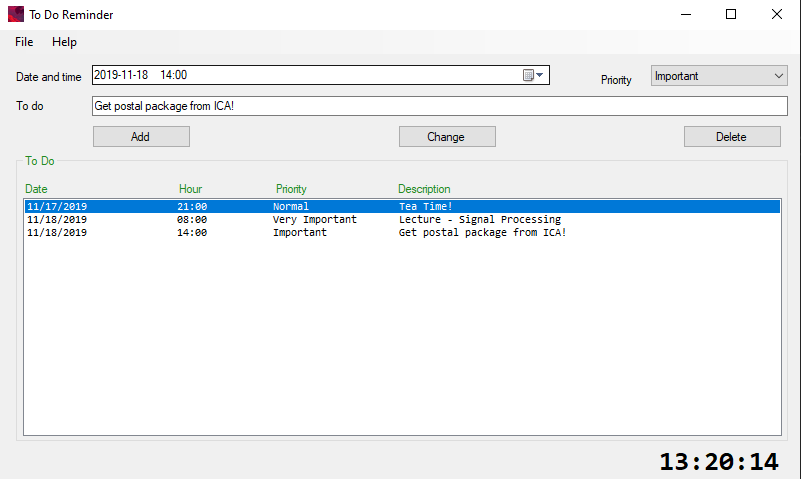 To Do Reminder
File Help
Date and time 2019-11-18 14:00 Priority Important
To do Get postal package from ICA!
Add Change Delete
To Do
Date Hour Priority Description
11/17/2019 21:00 Normal Tea Time!
11/18/2019 08:00 Very Important Lecture - Signal Processing
11/18/2019 14:00 Important Get postal package from ICA!
13:20:14